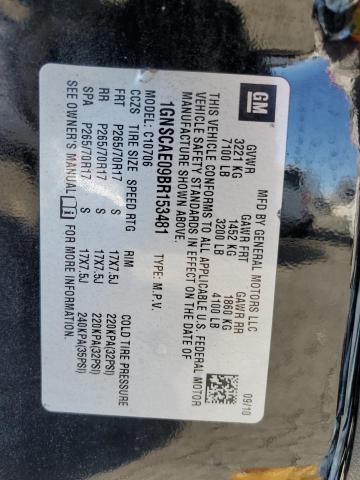 GM
MFD BY GENERAL MOTORS LLC 09/10
GVWR GAWR FRT GAWR RR
3221 KG 1452 KG 1860 KG
7100 LB 3200 LB 4100 LB
THIS VEHICLE CONFORMS TO ALL APPLICABLE U.S. FEDERAL MOTOR
VEHICLE SAFETY STANDARDS IN EFFECT ON THE DATE OF
MANUFACTURE SHOWN ABOVE.
1GNSCAE09BR153481 TYPE: M.P.V.
MODEL: C10706
CCZS TIRE SIZE SPEED RTG RIM COLD TIRE PRESSURE
FRT P265/70R17 S 17X7.5J 220KPA(32PSI)
RR P265/70R17 S 17X7.5J 220KPA(32PSI)
SPA P265/70R17 S 17X7.5J 240KPA(35PSI)
SEE OWNER'S MANUAL FOR MORE INFORMATION.